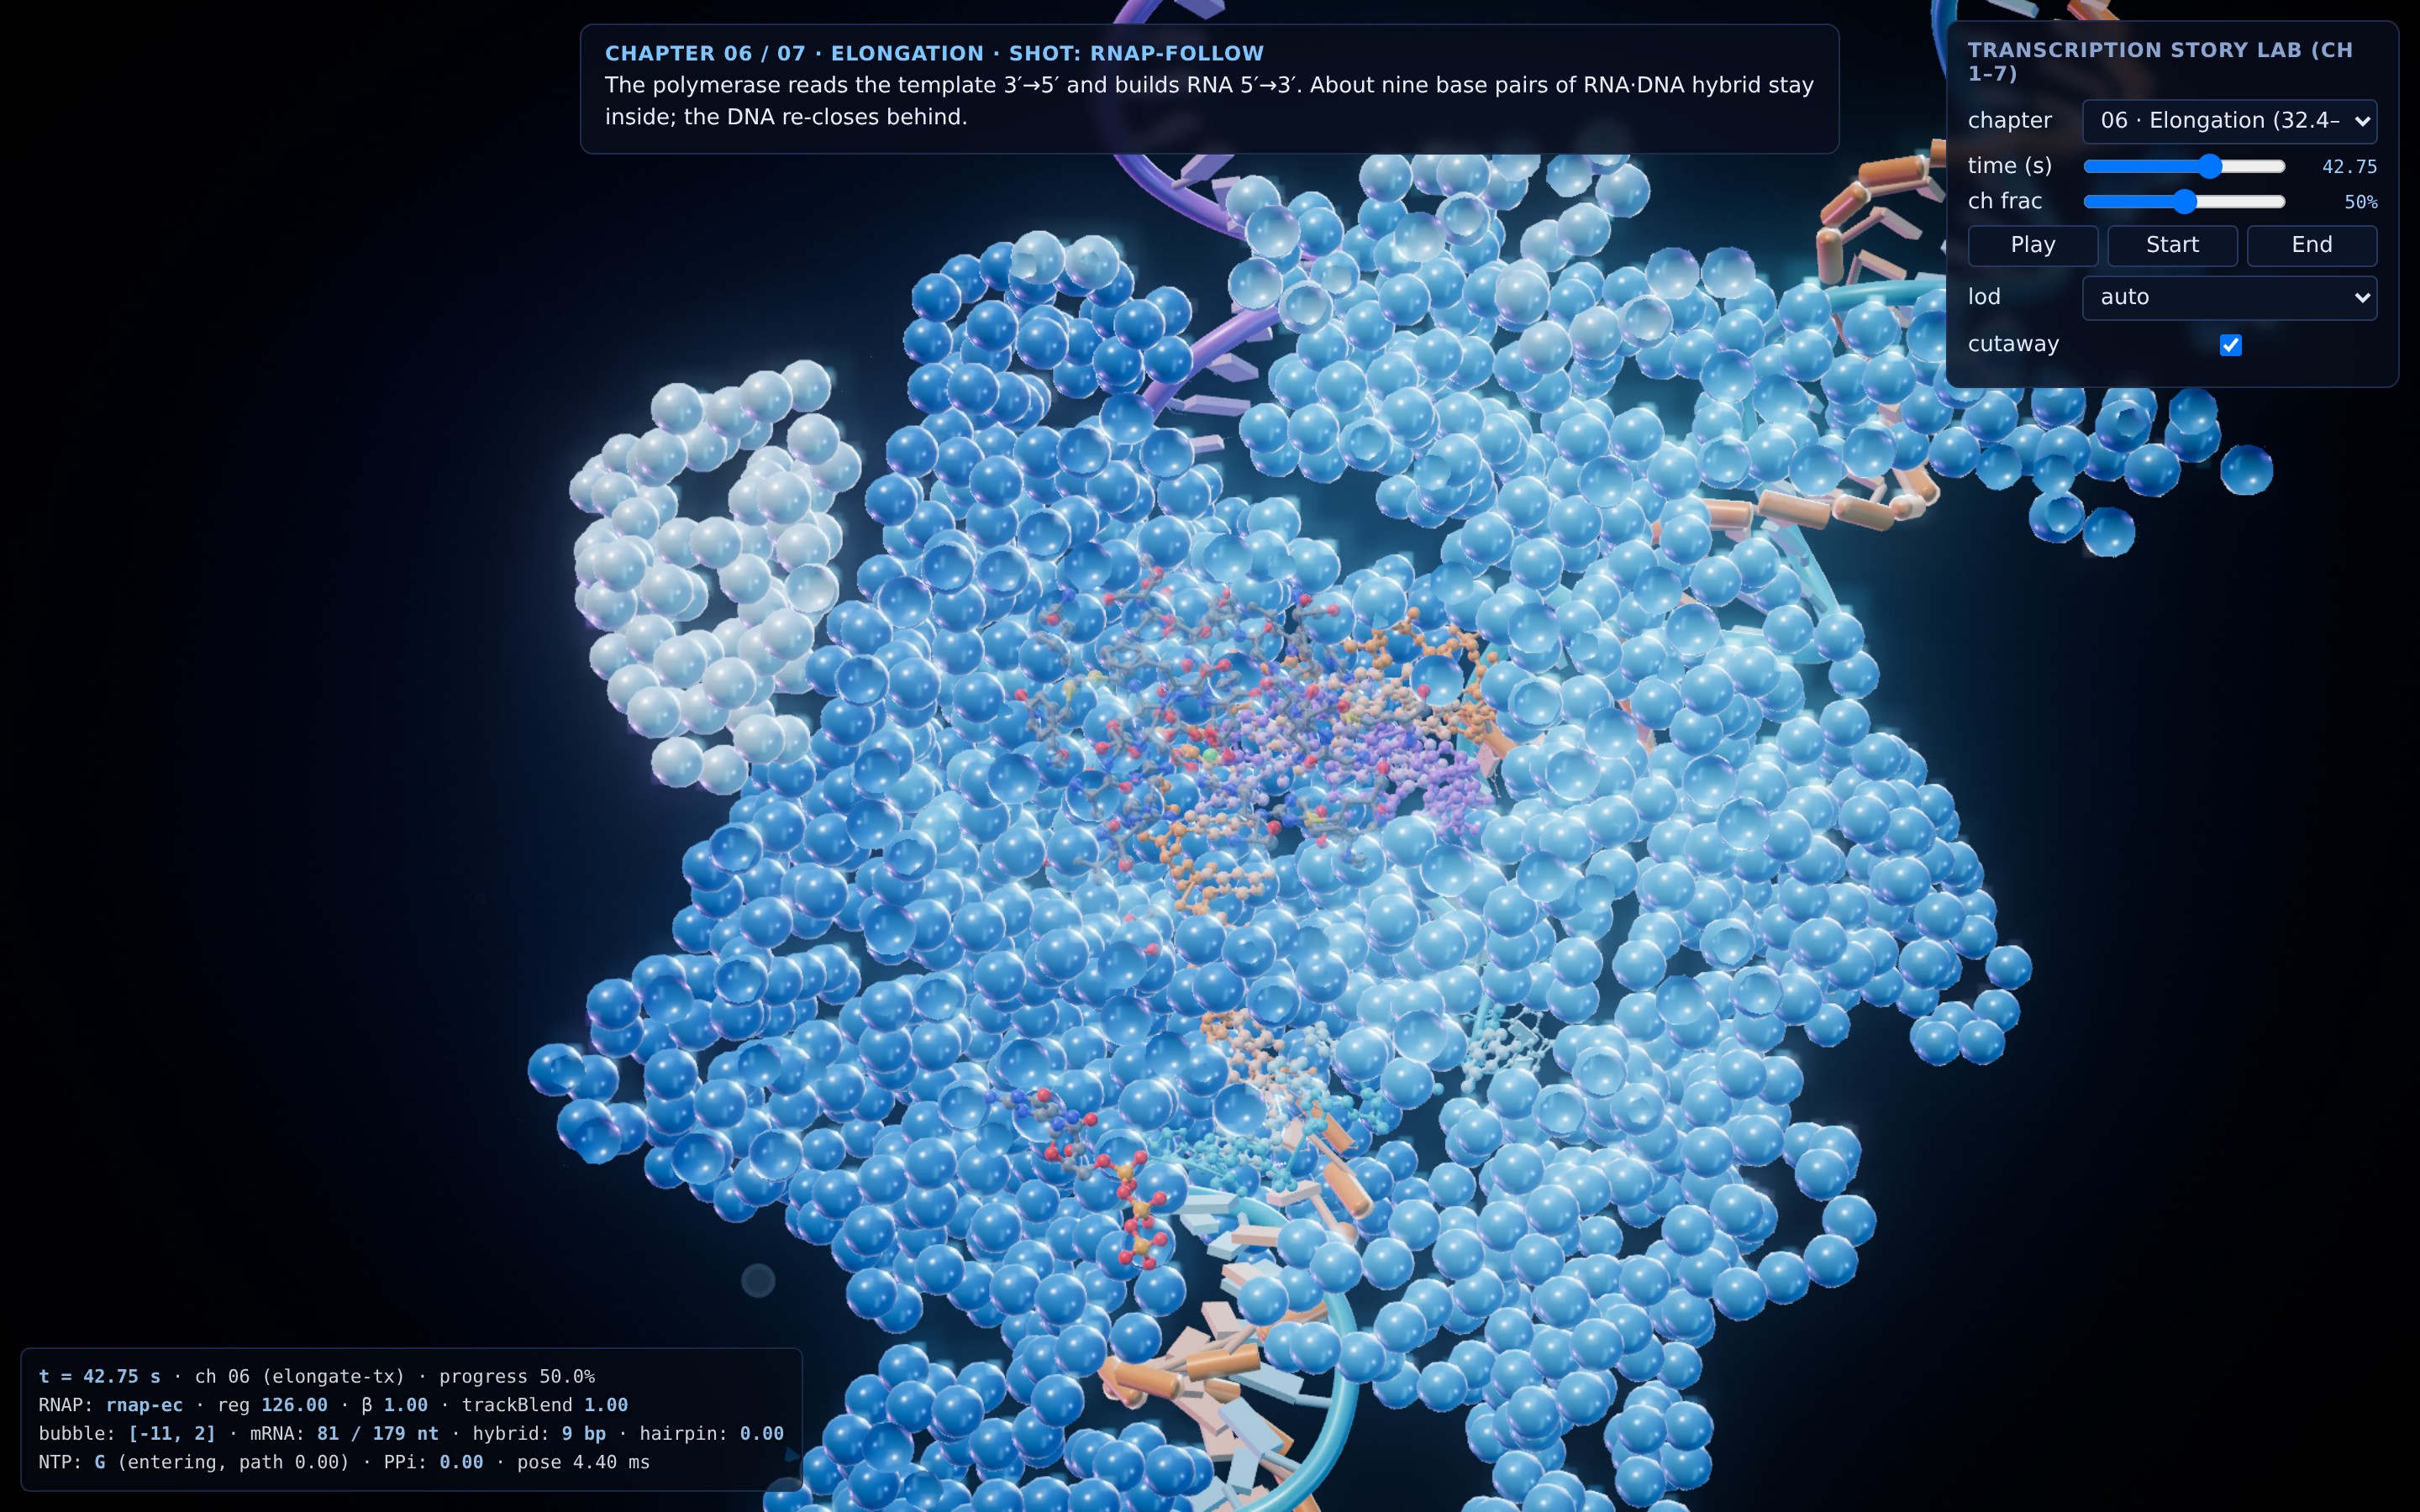 CHAPTER 06 / 07 · ELONGATION · SHOT: RNAP-FOLLOW
The polymerase reads the template 3′→5′ and builds RNA 5′→3′. About nine base pairs of RNA·DNA hybrid stay
inside; the DNA re-closes behind.
TRANSCRIPTION STORY LAB (CH
1–7)
chapter 06 · Elongation (32.4–
time (s) 42.75
ch frac 50%
Play Start End
lod auto
cutaway
t = 42.75 s · ch 06 (elongate-tx) · progress 50.0%
RNAP: rnap-ec · reg 126.00 · β 1.00 · trackBlend 1.00
bubble: [-11, 2] · mRNA: 81 / 179 nt · hybrid: 9 bp · hairpin: 0.00
NTP: G (entering, path 0.00) · PPi: 0.00 · pose 4.40 ms